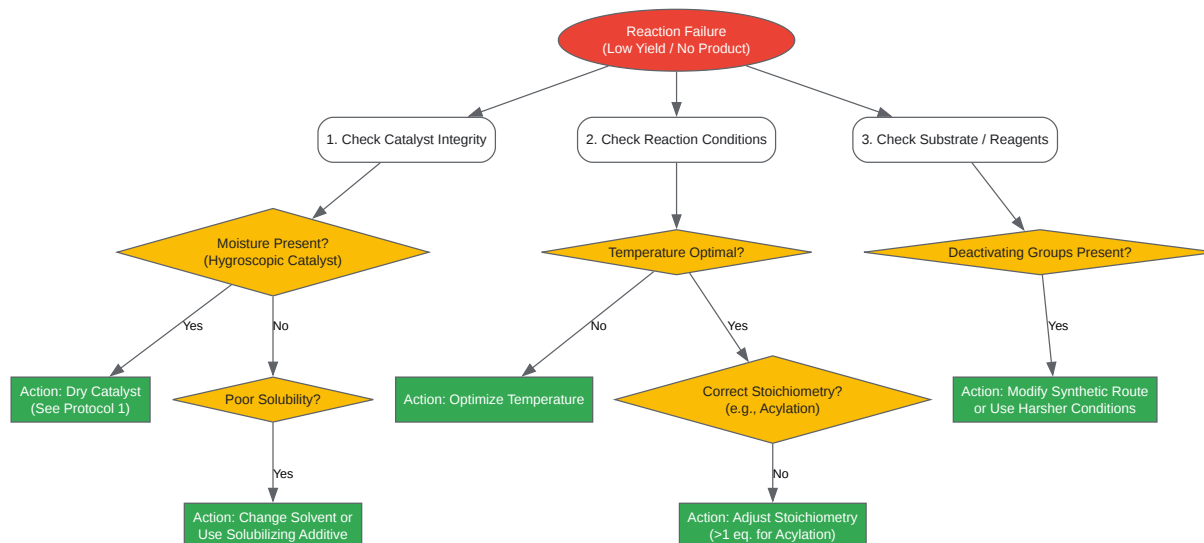 Reaction Failure
(Low Yield / No Product)
1. Check Catalyst Integrity
2. Check Reaction Conditions
3. Check Substrate / Reagents
Moisture Present?
(Hygroscopic Catalyst)
Temperature Optimal?
Deactivating Groups Present?
Yes
No
No
Yes
Yes
Action: Dry Catalyst
(See Protocol 1)
Poor Solubility?
Action: Optimize Temperature
Correct Stoichiometry?
(e.g., Acylation)
Action: Modify Synthetic Route
or Use Harsher Conditions
Yes
No
Action: Change Solvent or
Use Solubilizing Additive
Action: Adjust Stoichiometry
(>1 eq. for Acylation)